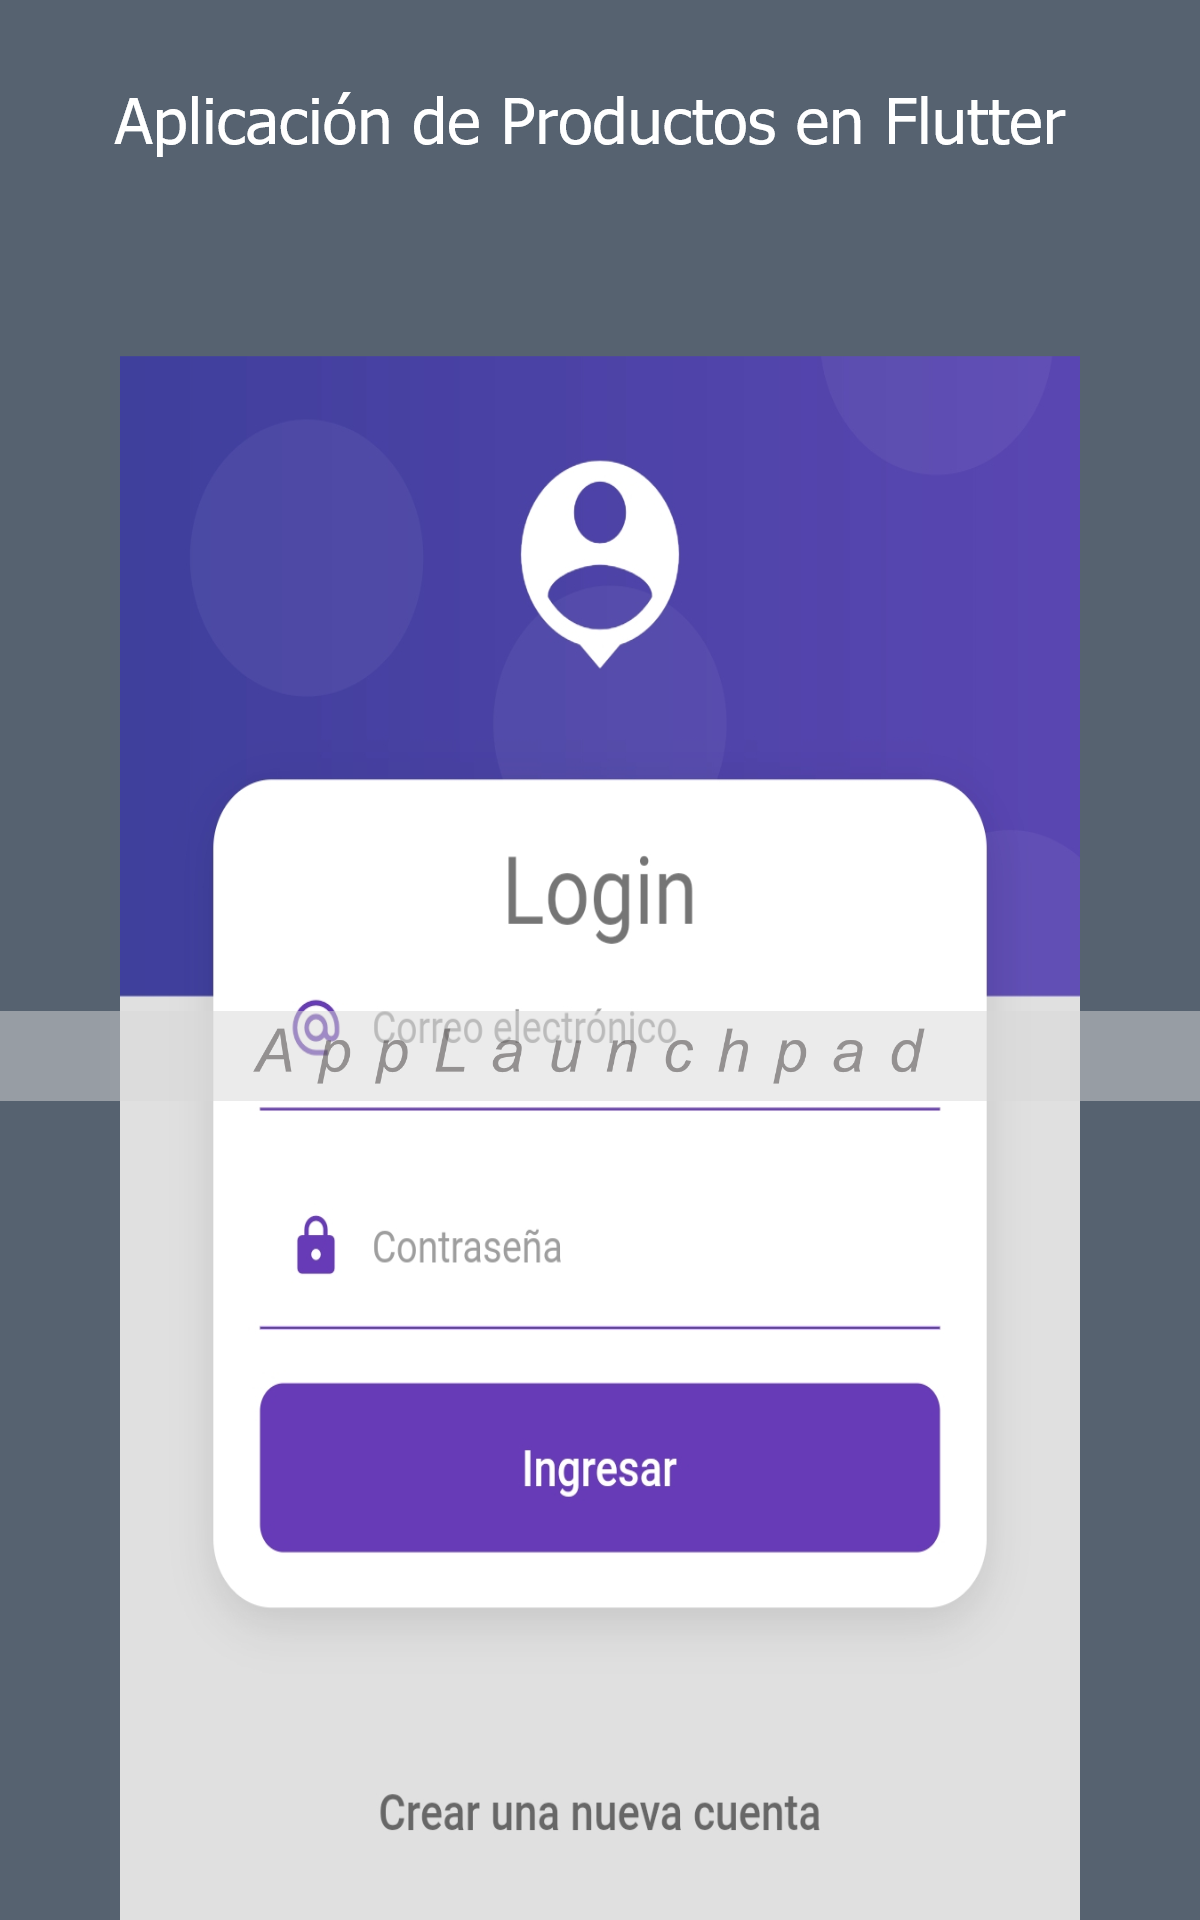 Aplicación de Productos en Flutter
Login
Correo electrónico
AppLaunchpad
Contraseña
Ingresar
Crear una nueva cuenta